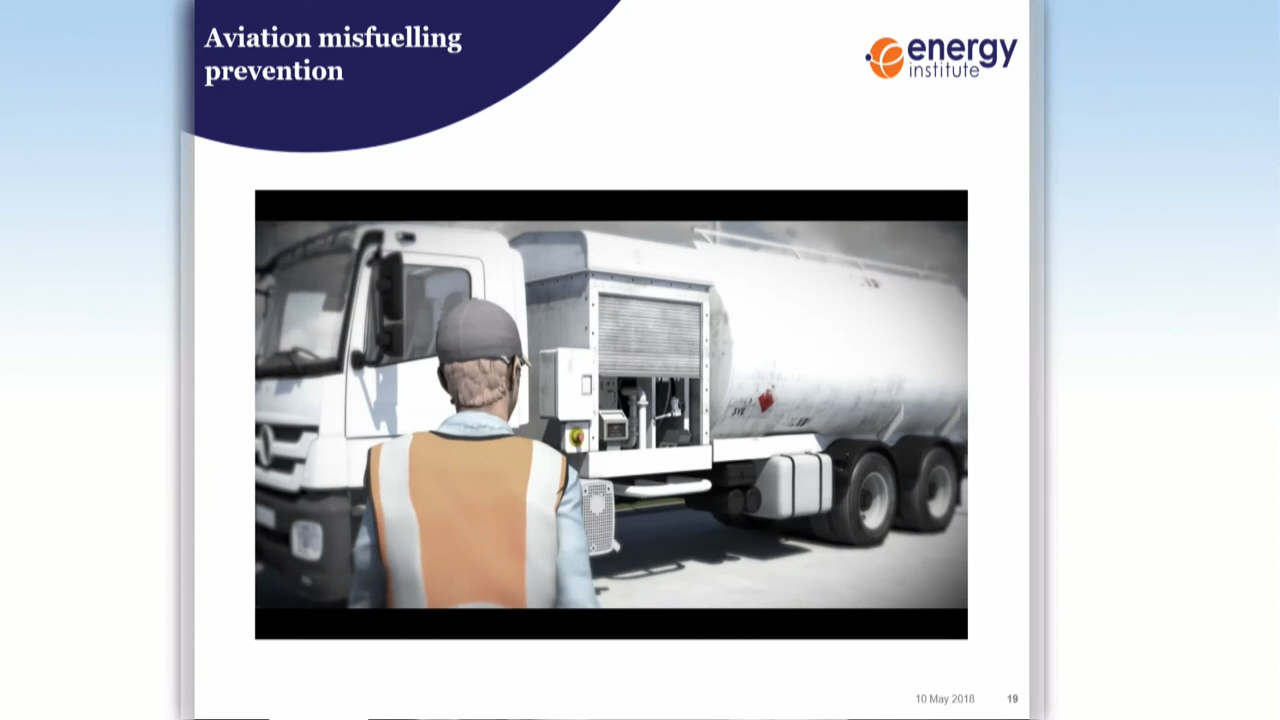 Aviation misfuelling
prevention
energy
institute
10 May 2018
19